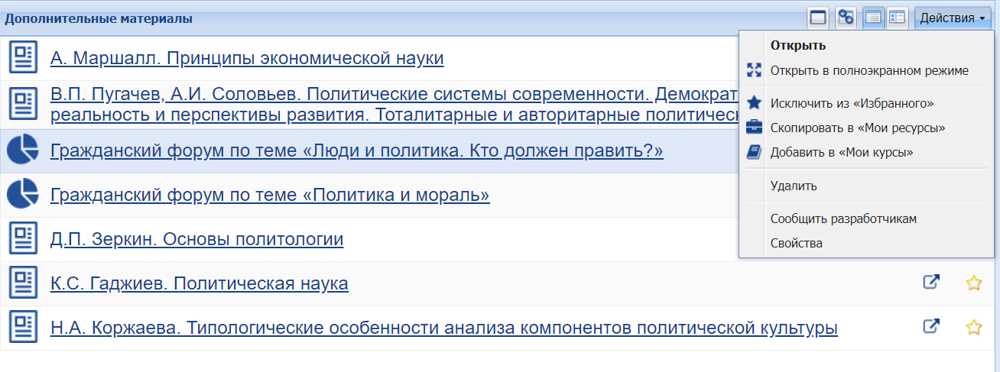 Дополнительные материалы
Действия
А. Маршалл. Принципы экономической науки
В.П. Пугачев, А.И. Соловьев. Политические системы современности.
реальность и перспективы развития. Тоталитарные и авторитарные
Гражданский форум по теме «Люди и политика. Кто должен править?»
Гражданский форум по теме «Политика и мораль»
Д.П. Зеркин. Основы политологии
К.С. Гаджиев. Политическая наука
Н.А. Коржаева. Типологические особенности анализа компонентов политической культуры
Открыть
Открыть в полноэкранном режиме
Исключить из «Избранного»
Скопировать в «Мои ресурсы»
Добавить в «Мои курсы»
Удалить
Сообщить разработчикам
Свойства